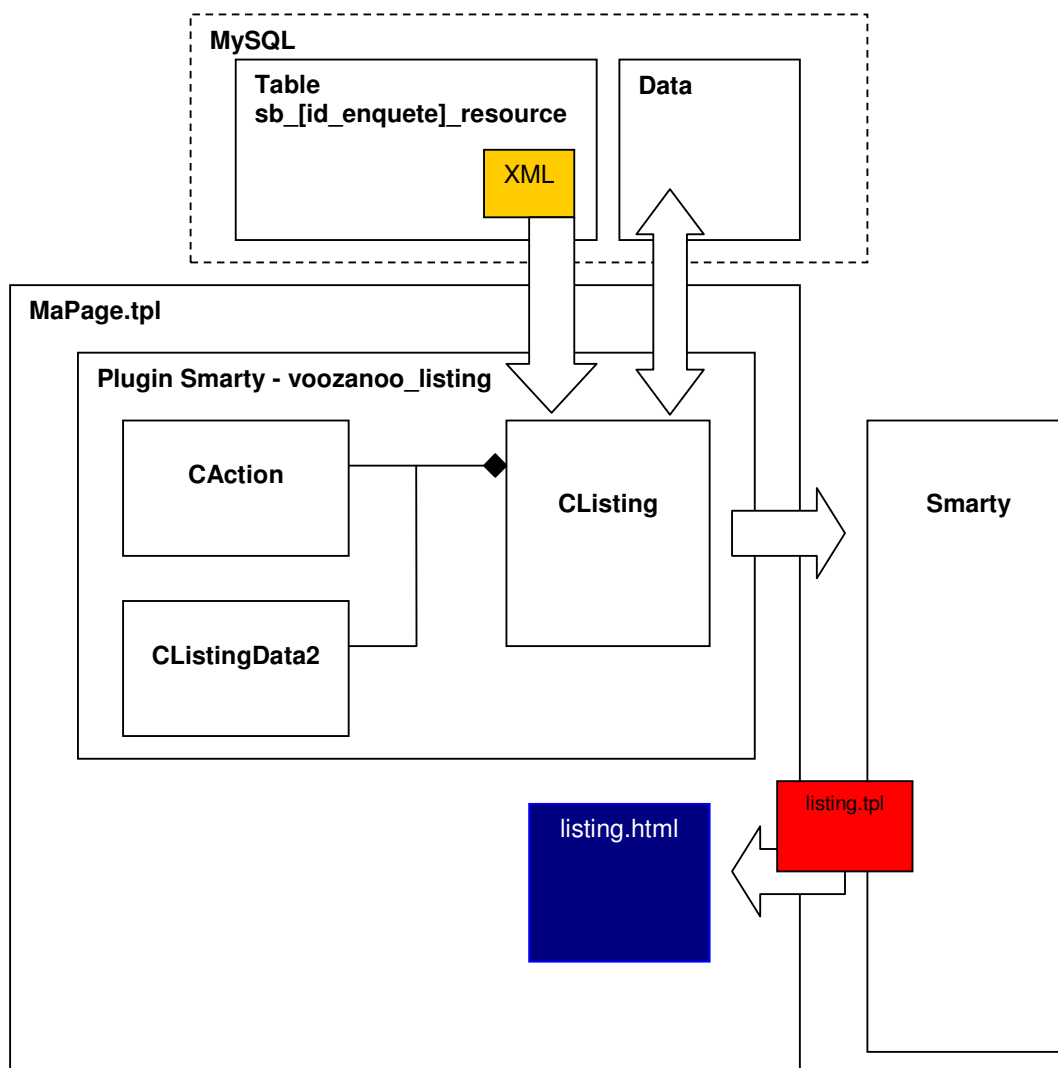 MySQL
Table
sb_[id_enquete]_resource
Data
XML
MaPage.tpl
Plugin Smarty - voozanoo_listing
CAction
CListing
Smarty
CListingData2
listing.tpl
listing.html